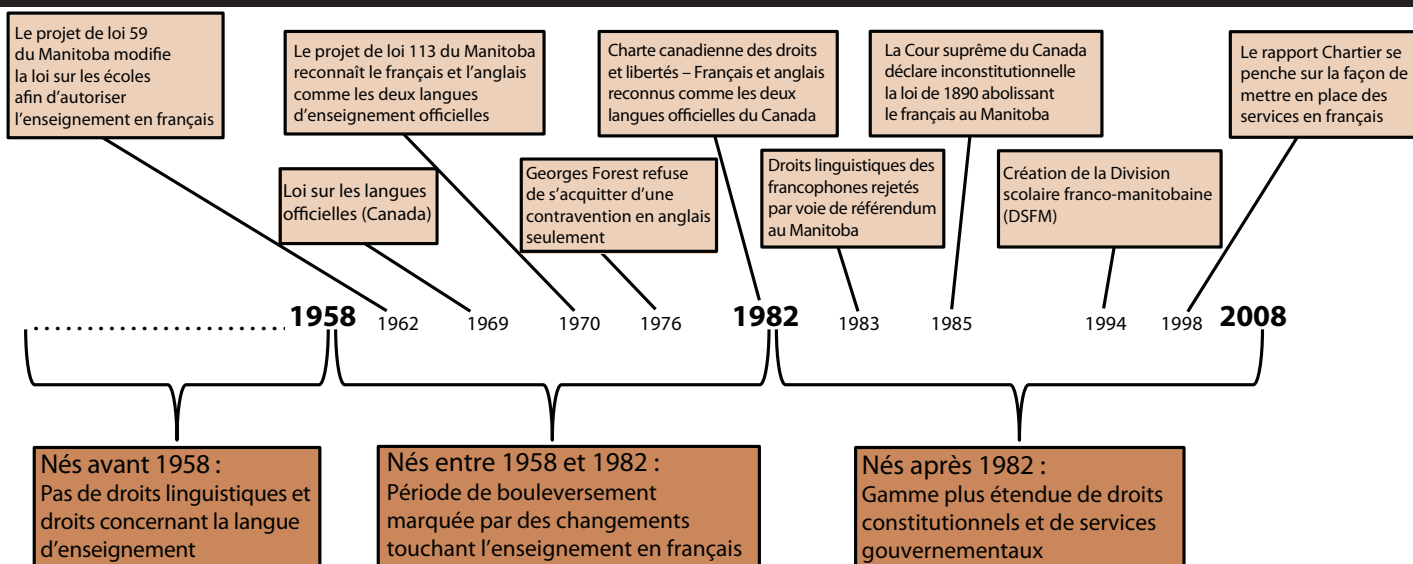 Le projet de loi 59
du Manitoba modifie
la loi sur les écoles
afin d'autoriser
l'enseignement en français
Le projet de loi 113 du Manitoba
reconnaît le français et l'anglais
comme les deux langues
d'enseignement officielles
Charte canadienne des droits
et libertés – Français et anglais
reconnus comme les deux
langues officielles du Canada
La Cour suprême du Canada
déclare inconstitutionnelle
la loi de 1890 abolissant
le français au Manitoba
Le rapport Chartier se
penche sur la façon de
mettre en place des
services en français
Loi sur les langues
officielles (Canada)
Georges Forest refuse
de s'acquitter d'une
contravention en anglais
seulement
Droits linguistiques des
francophones rejetés
par voie de référendum
au Manitoba
Création de la Division
scolaire franco-manitobaine
(DSFM)
1958 1962 1969 1970 1976 1982 1983 1985 1994 1998 2008
Nés avant 1958 :
Pas de droits linguistiques et
droits concernant la langue
d'enseignement
Nés entre 1958 et 1982 :
Période de bouleversement
marquée par des changements
touchant l'enseignement en français
Nés après 1982 :
Gamme plus étendue de droits
constitutionnels et de services
gouvernementaux